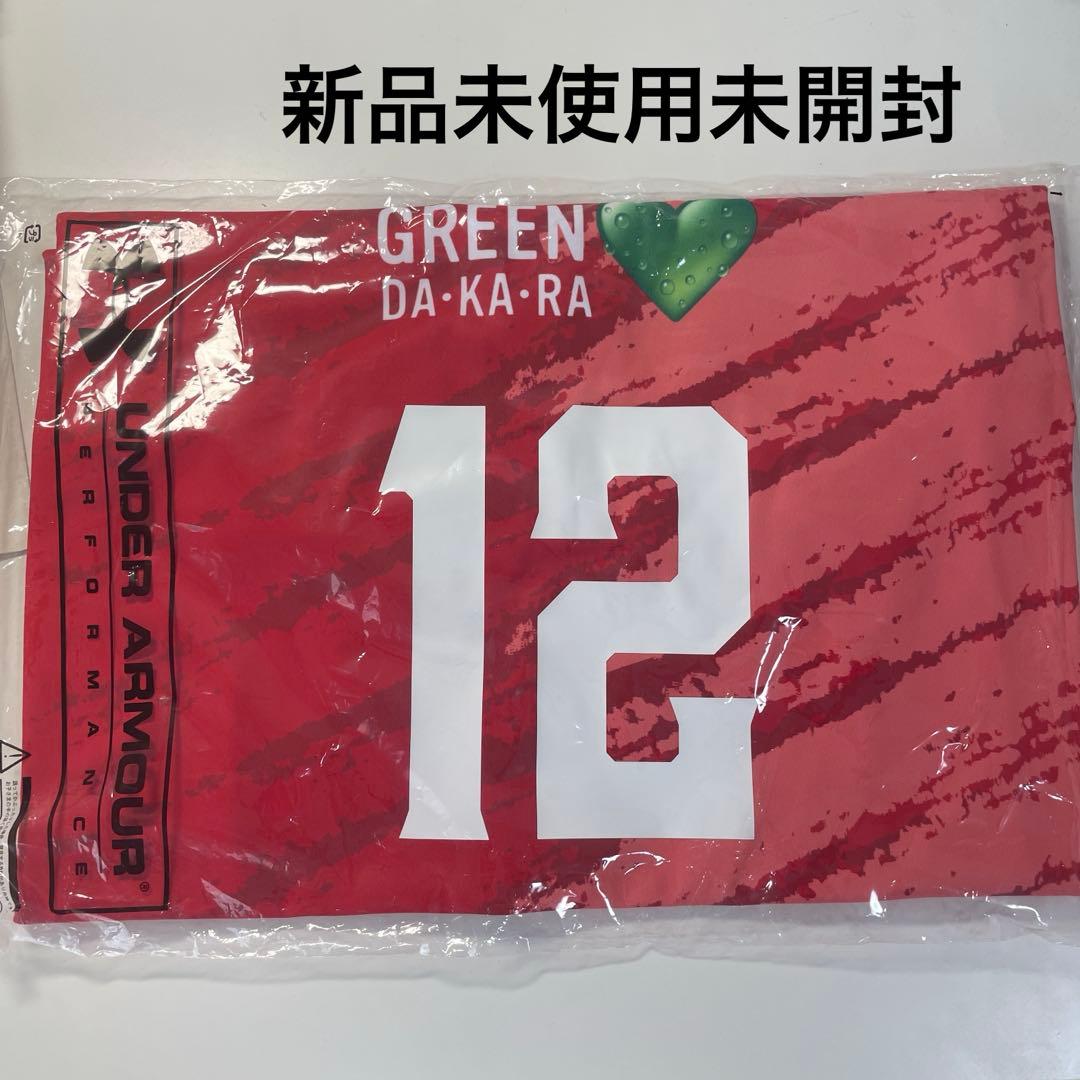 新品未使用未開封
GREEN
DA·KA·RA
12
UNDER ARMOUR®
PERFORMANCE